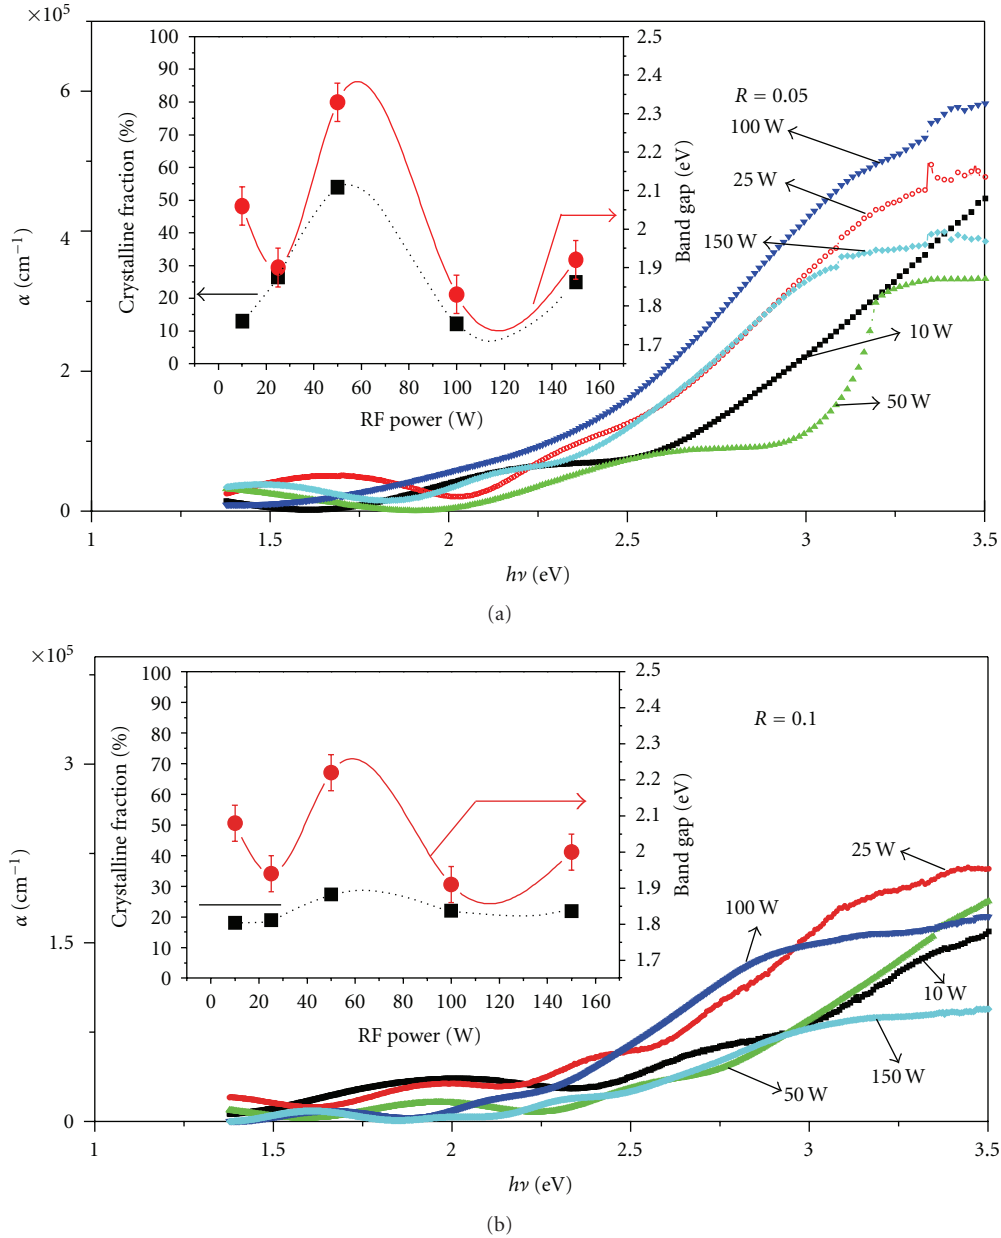 ×10⁵
6
4
2
0
α (cm⁻¹)
1
1.5
2
2.5
3
3.5
hν (eV)
R = 0.05
100 W
25 W
150 W
10 W
50 W
100
90
80
70
60
50
40
30
20
10
0
Crystalline fraction (%)
0 20 40 60 80 100 120 140 160
RF power (W)
2.5
2.4
2.3
2.2
2.1
2
1.9
1.8
1.7
Band gap (eV)
(a)
×10⁵
3
1.5
0
α (cm⁻¹)
1
1.5
2
2.5
3
3.5
hν (eV)
R = 0.1
25 W
100 W
10 W
150 W
50 W
100
90
80
70
60
50
40
30
20
10
0
Crystalline fraction (%)
0 20 40 60 80 100 120 140 160
RF power (W)
2.5
2.4
2.3
2.2
2.1
2
1.9
1.8
1.7
Band gap (eV)
(b)